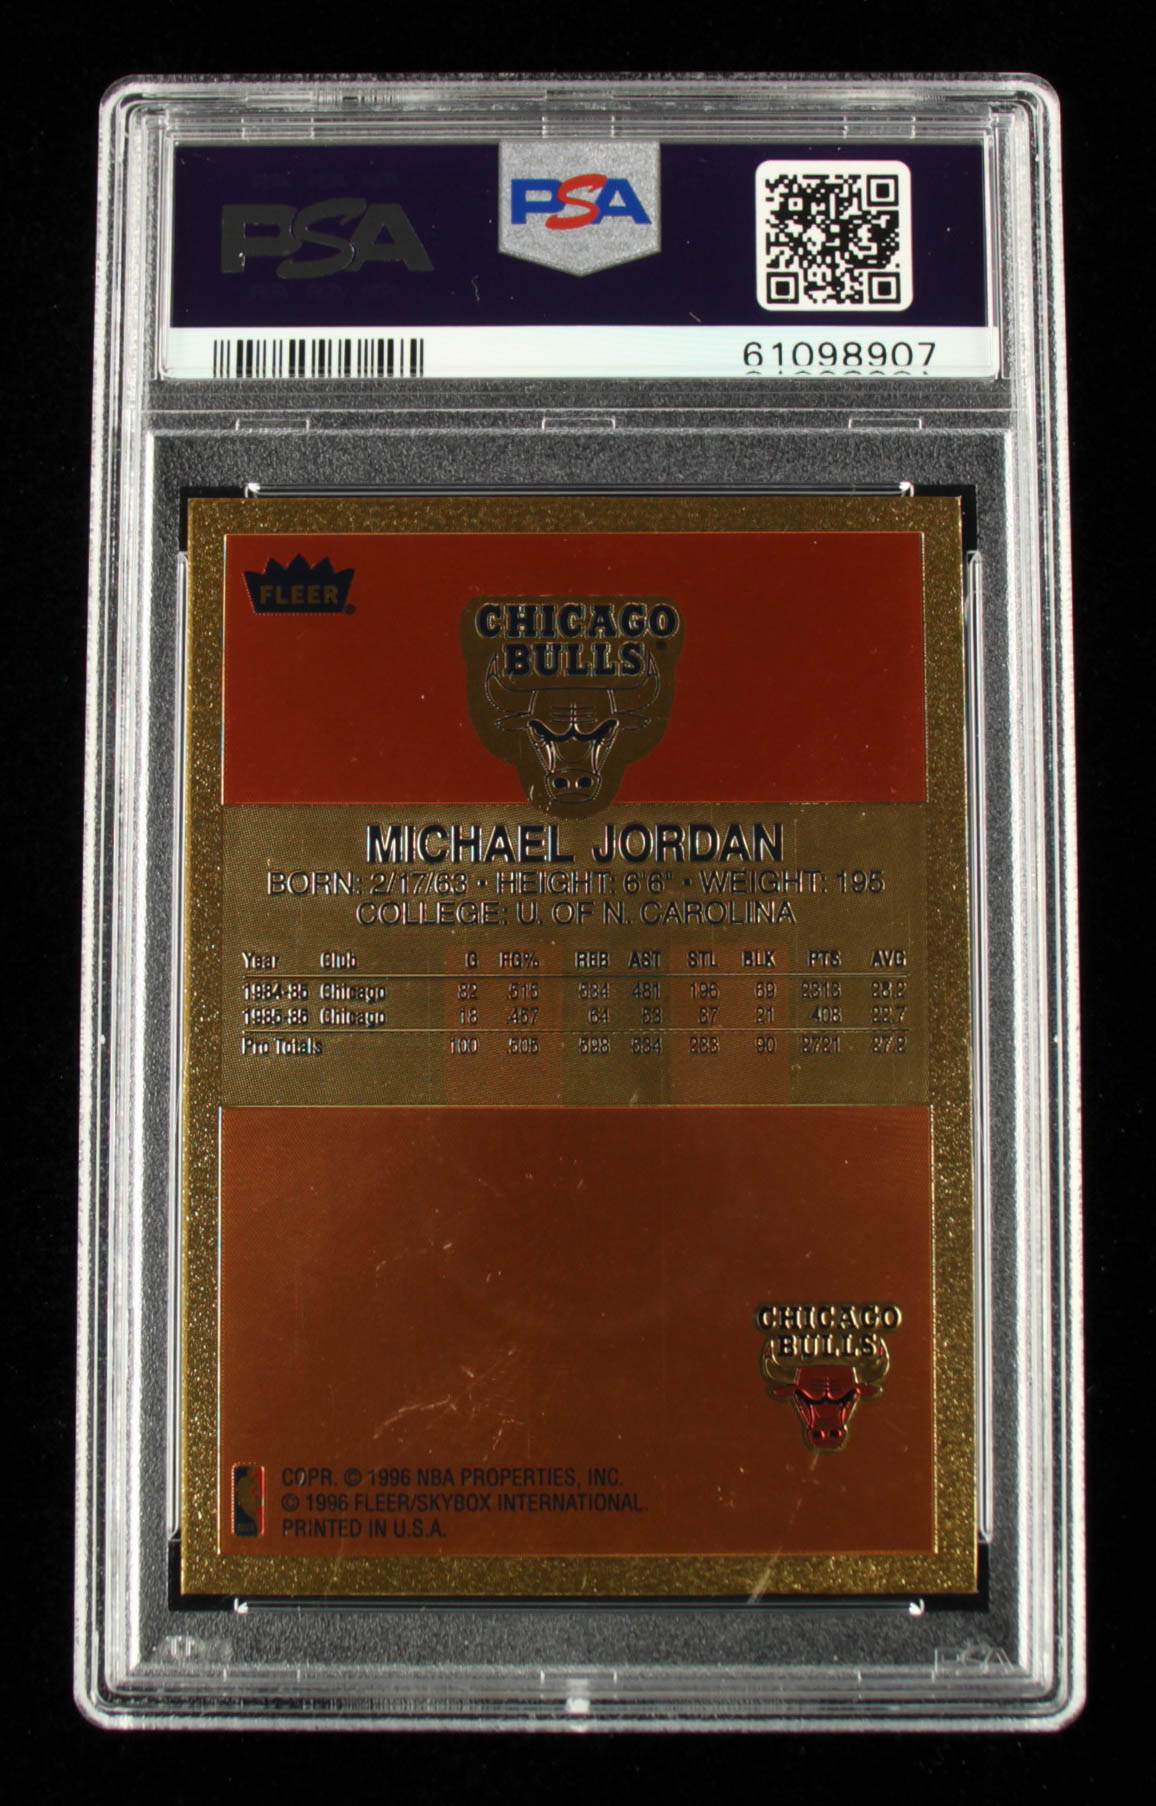 PSA PSA
61098907
FLEER®
CHICAGO
BULLS®
MICHAEL JORDAN
BORN: 2/17/63 • HEIGHT: 6'6" • WEIGHT: 195
COLLEGE: U. OF N. CAROLINA
Year Club G FG% REB AST STL BLK PTS AVG
1984-85 Chicago 82 .515 534 481 196 69 2313 28.2
1985-86 Chicago 18 .457 64 53 37 21 408 22.7
Pro Totals 100 .505 598 534 233 90 2721 27.2
CHICAGO
BULLS
COPR. © 1996 NBA PROPERTIES, INC.
© 1996 FLEER/SKYBOX INTERNATIONAL.
PRINTED IN U.S.A.
PSA